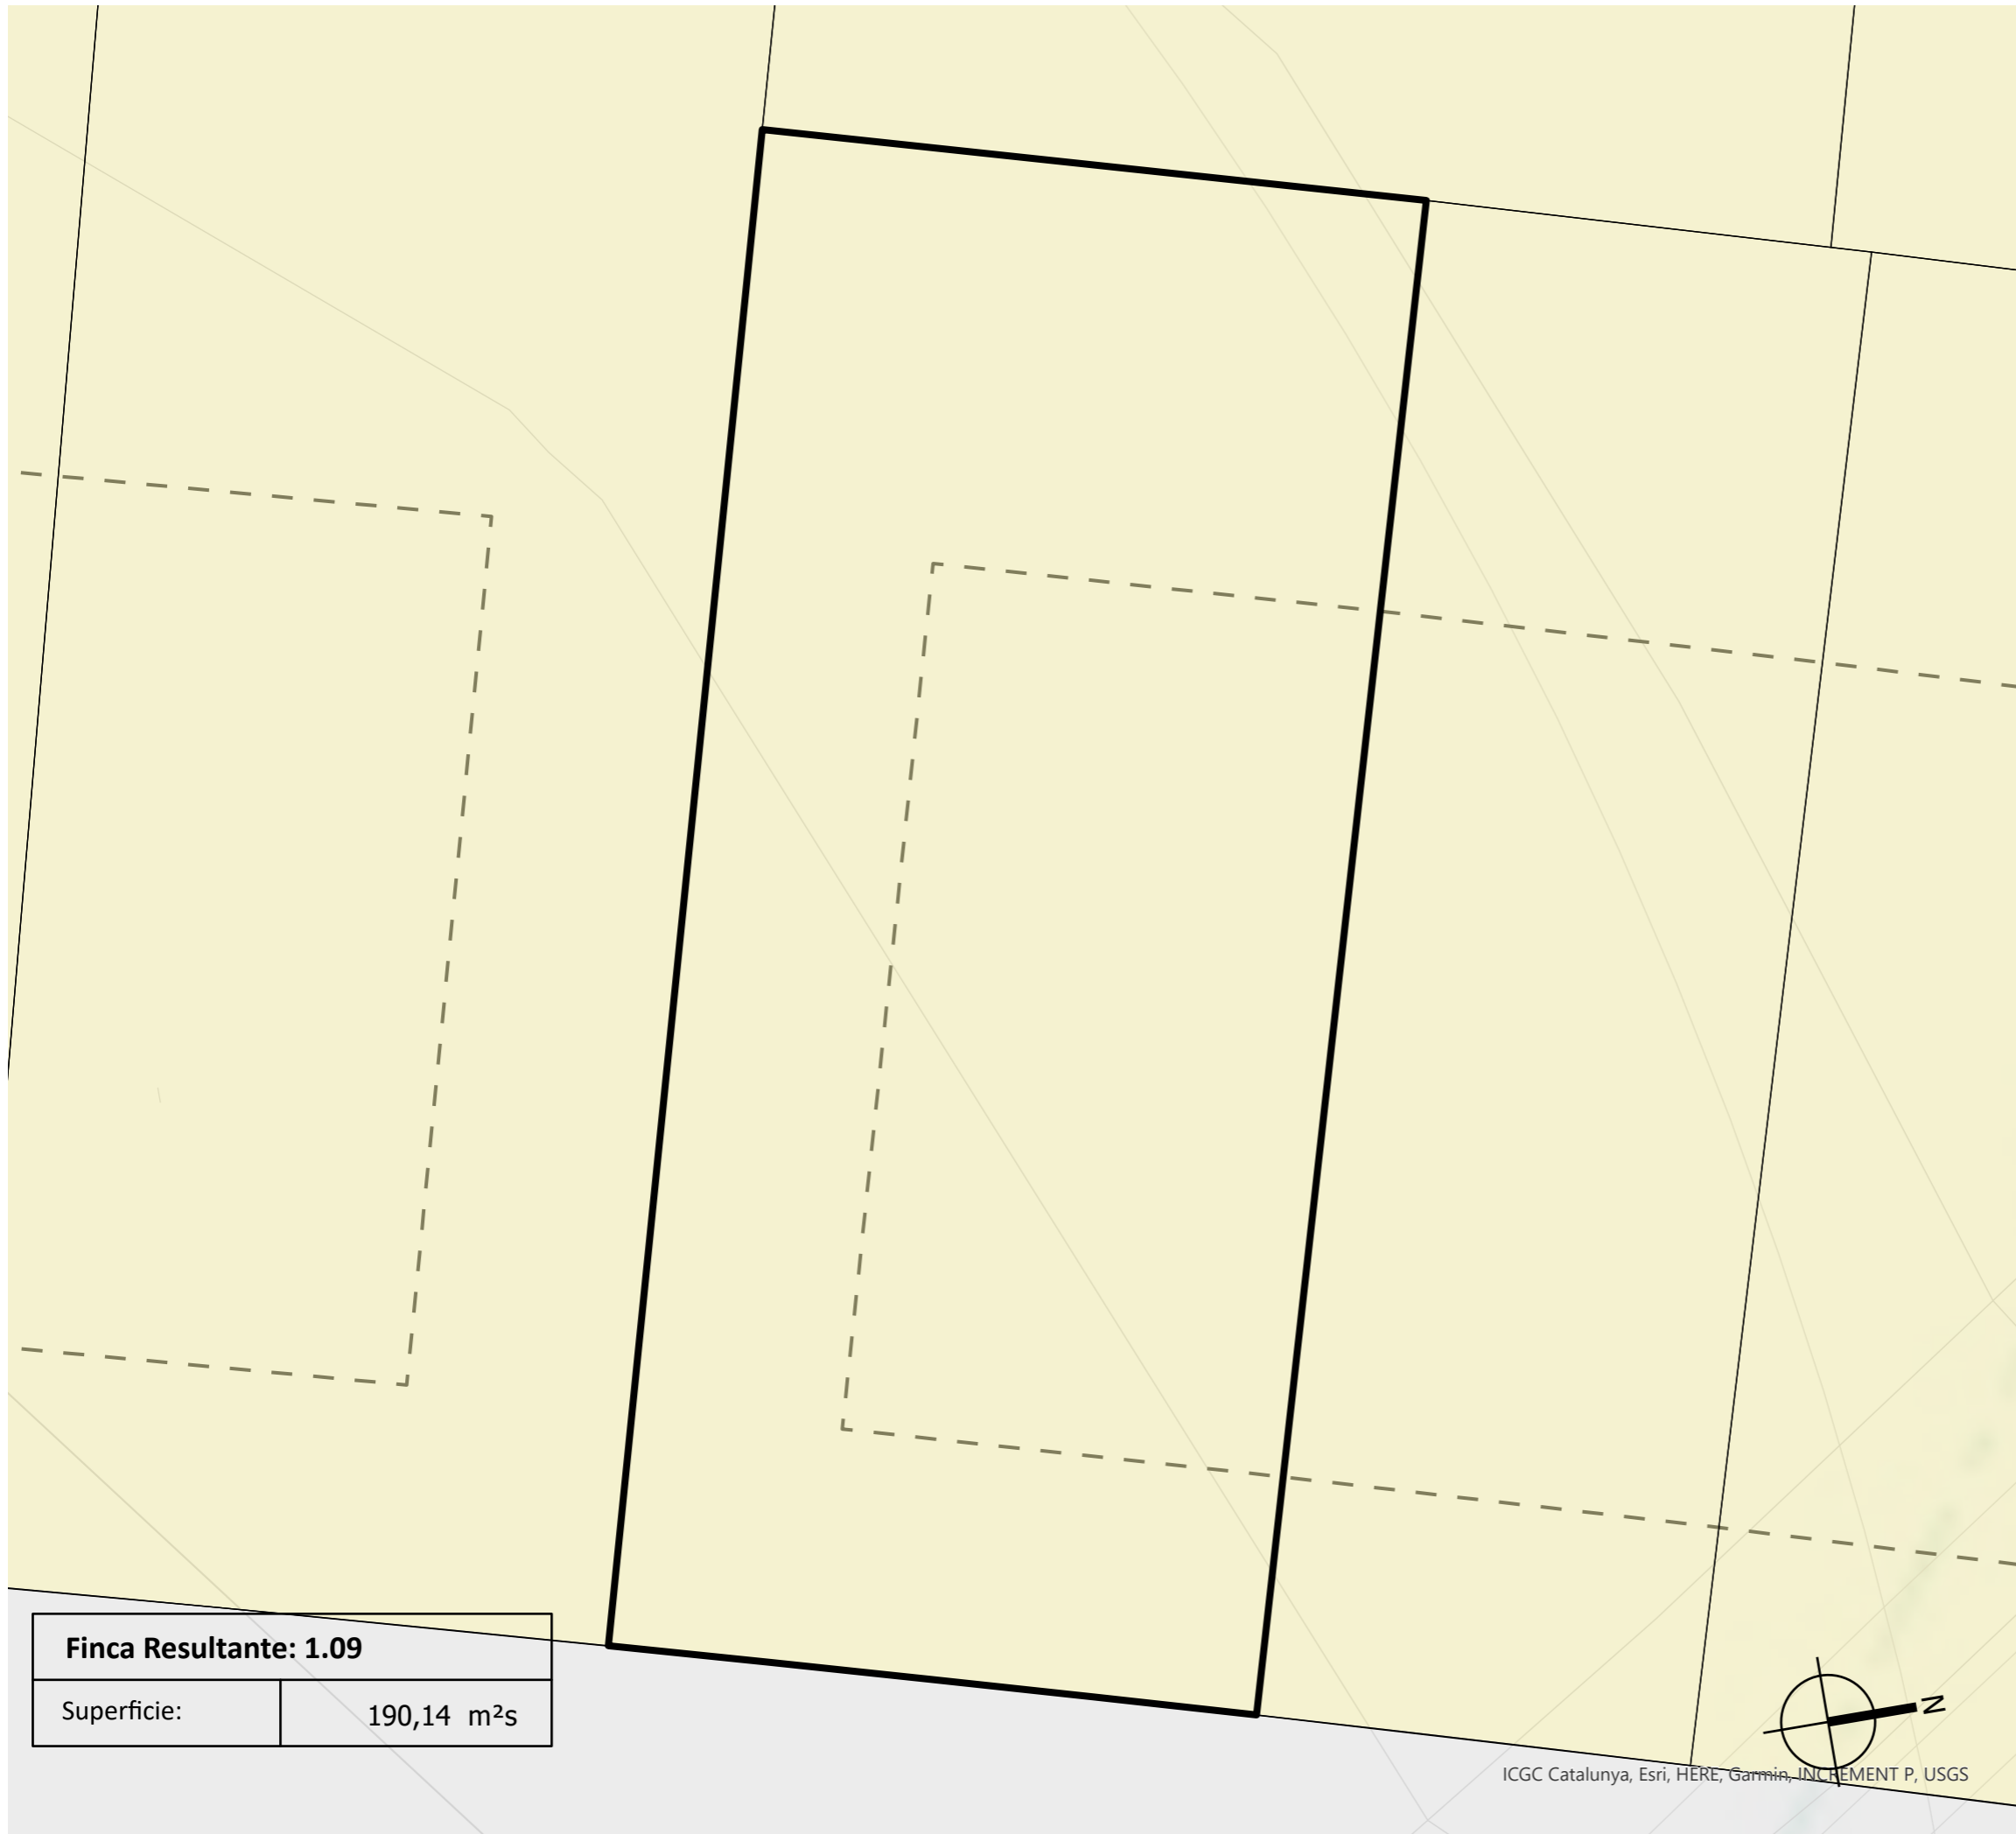 Finca Resultante: 1.09
Superficie: 190,14 m²s
N
ICGC Catalunya, Esri, HERE, Garmin, INCREMENT P, USGS